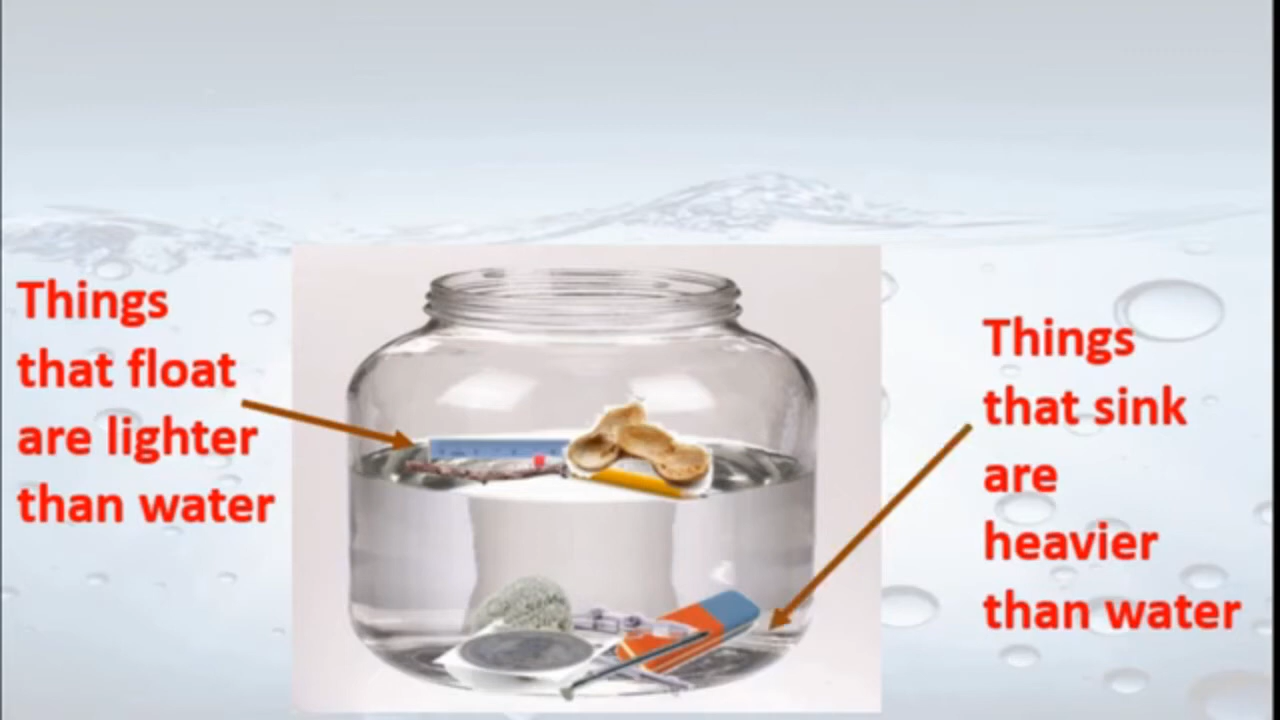 Things
that float
are lighter
than water
Things
that sink
are
heavier
than water